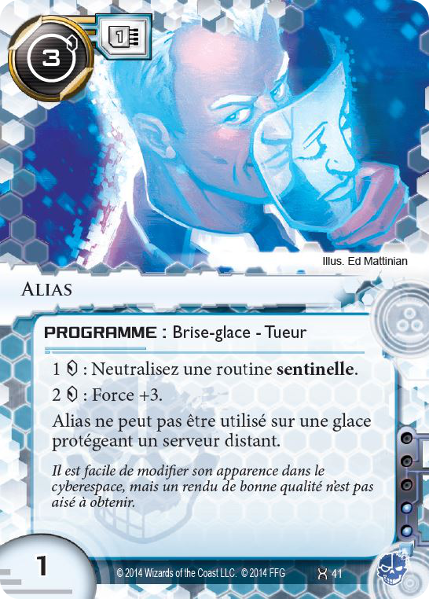 3
1
Illus. Ed Mattinian
Alias
PROGRAMME : Brise-glace - Tueur
1 : Neutralisez une routine sentinelle.
2 : Force +3.
Alias ne peut pas être utilisé sur une glace
protégeant un serveur distant.
Il est facile de modifier son apparence dans le
cyberespace, mais un rendu de bonne qualité n'est pas
aisé à obtenir.
1
© 2014 Wizards of the Coast LLC. © 2014 FFG
41